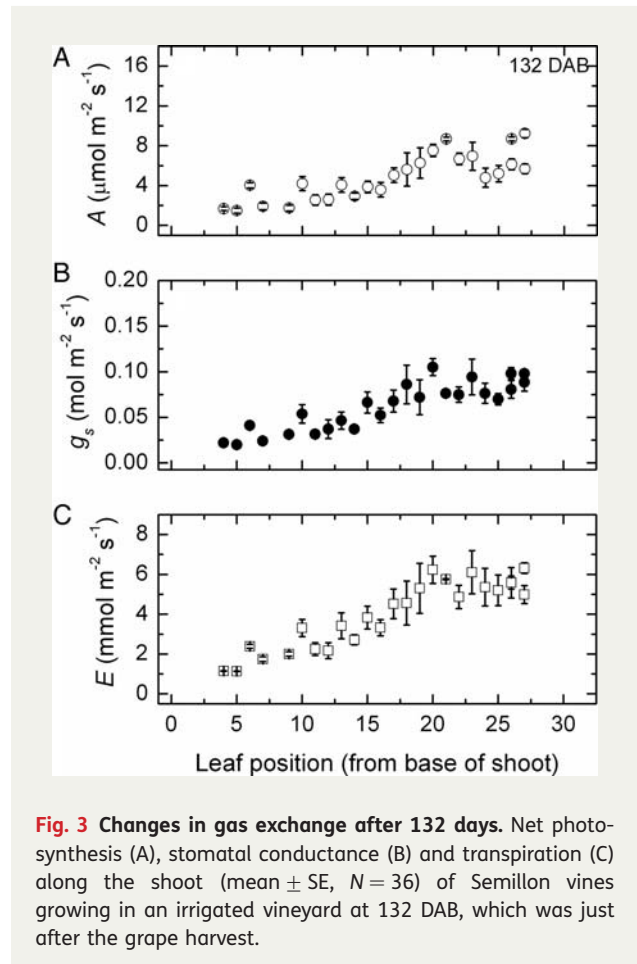 A
132 DAB
16
12
8
4
0
A (μmol m⁻² s⁻¹)
B
0.20
0.15
0.10
0.05
0.00
gₛ (mol m⁻² s⁻¹)
C
8
6
4
2
0
E (mmol m⁻² s⁻¹)
0 5 10 15 20 25 30
Leaf position (from base of shoot)
Fig. 3 Changes in gas exchange after 132 days. Net photo-
synthesis (A), stomatal conductance (B) and transpiration (C)
along the shoot (mean ± SE, N = 36) of Semillon vines
growing in an irrigated vineyard at 132 DAB, which was just
after the grape harvest.